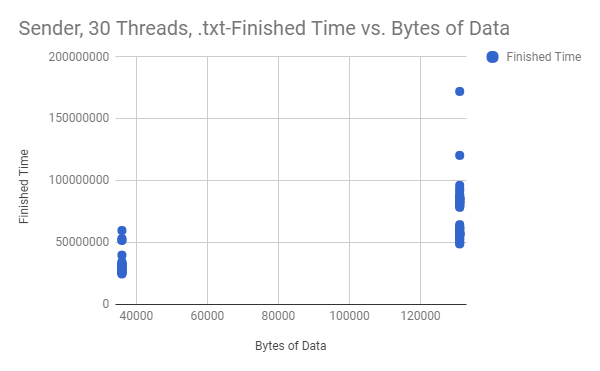 Sender, 30 Threads, .txt-Finished Time vs. Bytes of Data
Finished Time
200000000
150000000
100000000
50000000
0
Finished Time
40000 60000 80000 100000 120000
Bytes of Data